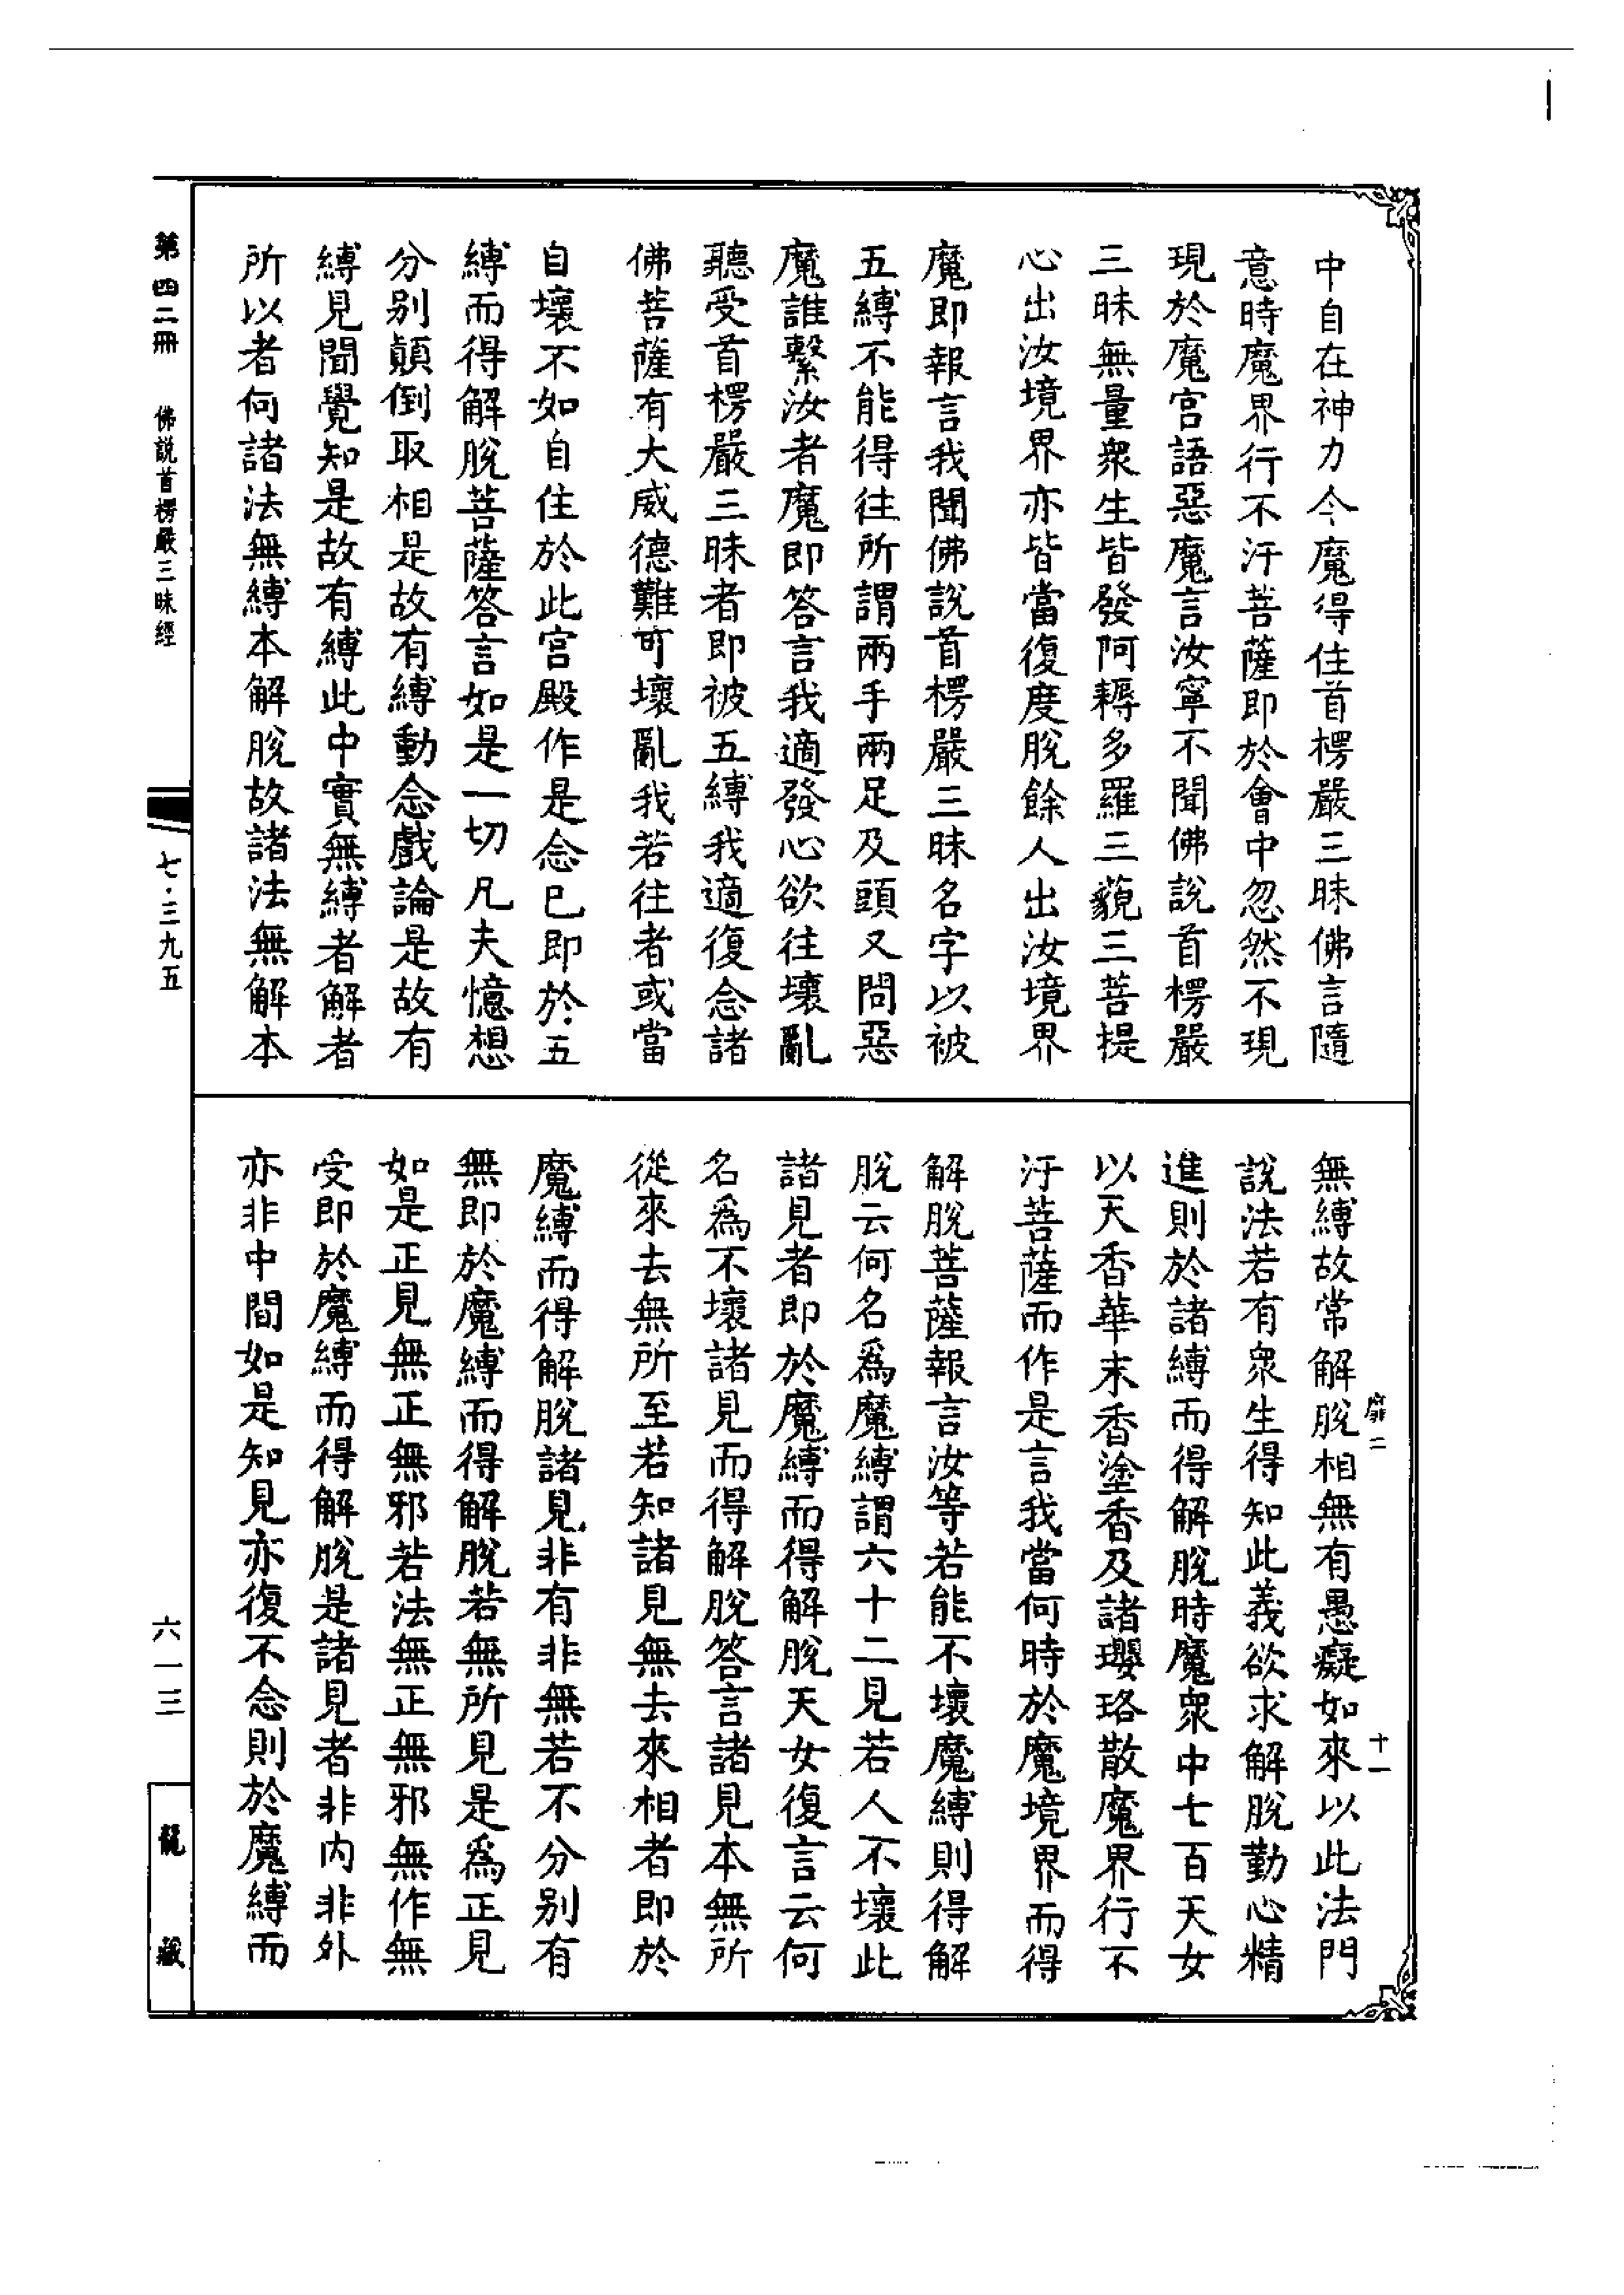 中自在神力今魔得住首楞嚴三昧佛言隨
意時魔界行不汙菩薩即於會中忽然不現
現於魔宮語惡魔言汝寧不聞佛說首楞嚴
三昧無量衆生皆發阿耨多羅三藐三菩提
心出汝境界亦皆當復度脫餘人出汝境界
魔即報言我聞佛說首楞嚴三昧名字以被
五縛不能得往所謂兩手兩足及頭又問惡
魔誰繫汝者魔即答言我適發心欲往壞亂
聽受首楞嚴三昧者即被五縛我適復念諸
佛菩薩有大威德難可壞亂我若往者或當
自壞不如自住於此宮殿作是念已即於五
縛而得解脫菩薩答言如是一切凡夫憶想
分别顛倒取相是故有縛動念戲論是故有
縛見聞覺知是故有縛此中實無縛者解者
所以者何諸法無縛本解脫故諸法無解本
無縛故常解脫相無有愚癡如來以此法門
說法若有衆生得知此義欲求解脫勤心精
進則於諸縛而得解脫時魔衆中七百天女
以天香華末香塗香及諸瓔珞散魔界行不
汙菩薩而作是言我當何時於魔境界而得
解脫菩薩報言汝等若能不壞魔縛則得解
脫云何名爲魔縛謂六十二見若人不壞此
諸見者即於魔縛而得解脫天女復言云何
名爲不壞諸見而得解脫答言諸見本無所
從來去無所至若知諸見無去來相者即於
魔縛而得解脫諸見非有非無若不分别有
無即於魔縛而得解脫若無所見是爲正見
如是正見無正無邪若法無正無邪無作無
受即於魔縛而得解脫是諸見者非内非外
亦非中間如是知見亦復不念則於魔縛而
靡二
十一
第四二冊　佛說首楞嚴三昧經
七·三九五
六一三
龍藏